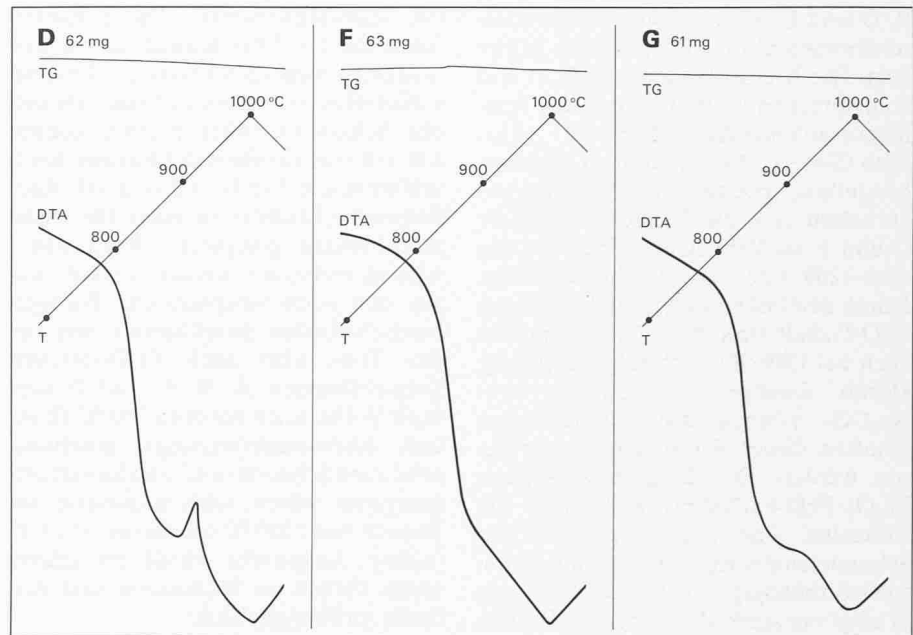 D 62 mg
TG
1000 °C
900
DTA
800
T
F 63 mg
TG
1000 °C
900
DTA
800
T
G 61 mg
TG
1000 °C
900
DTA
800
T